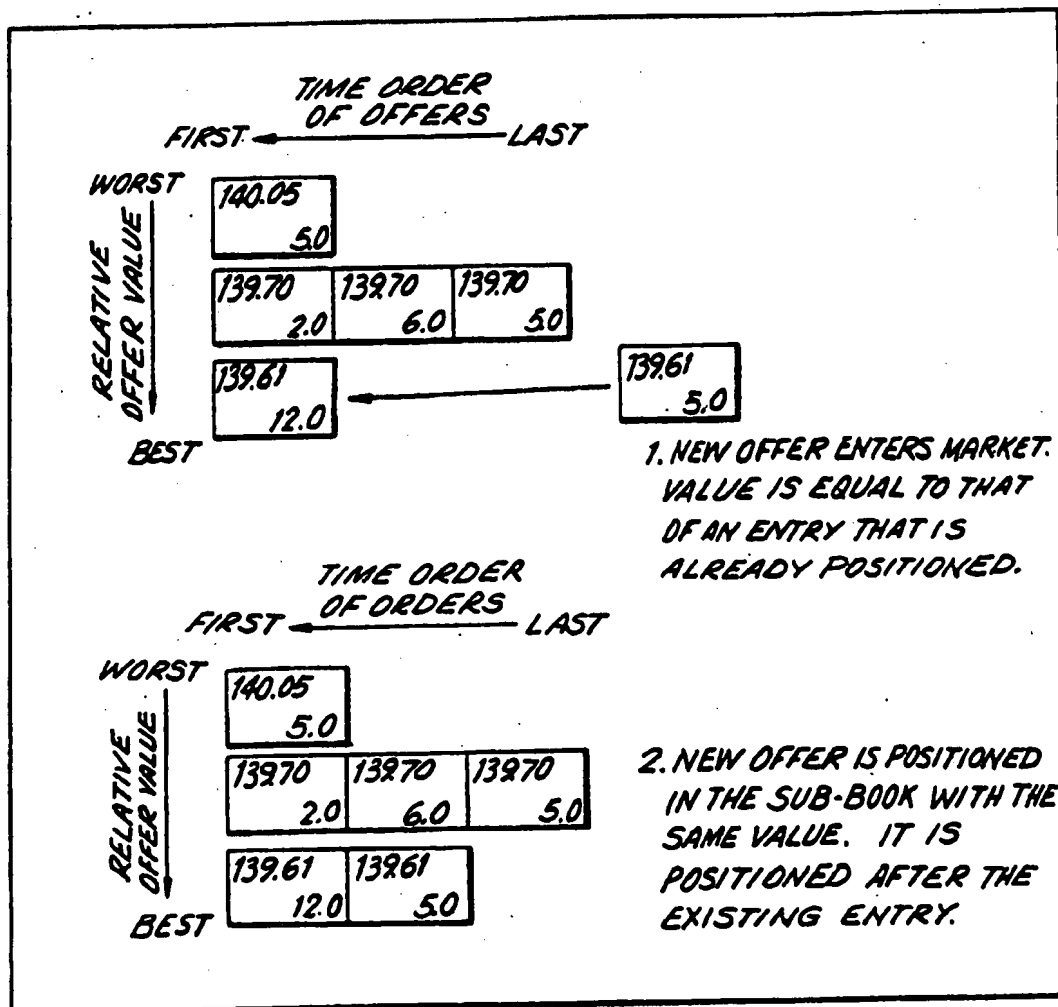 TIME ORDER
OF OFFERS
FIRST LAST
WORST
RELATIVE
OFFER VALUE
BEST
140.05
5.0
139.70 139.70 139.70
2.0 6.0 5.0
139.61
12.0
139.61
5.0
1. NEW OFFER ENTERS MARKET.
VALUE IS EQUAL TO THAT
OF AN ENTRY THAT IS
ALREADY POSITIONED.
TIME ORDER
OF ORDERS
FIRST LAST
WORST
RELATIVE
OFFER VALUE
BEST
140.05
5.0
139.70 139.70 139.70
2.0 6.0 5.0
139.61 139.61
12.0 5.0
2. NEW OFFER IS POSITIONED
IN THE SUB-BOOK WITH THE
SAME VALUE. IT IS
POSITIONED AFTER THE
EXISTING ENTRY.